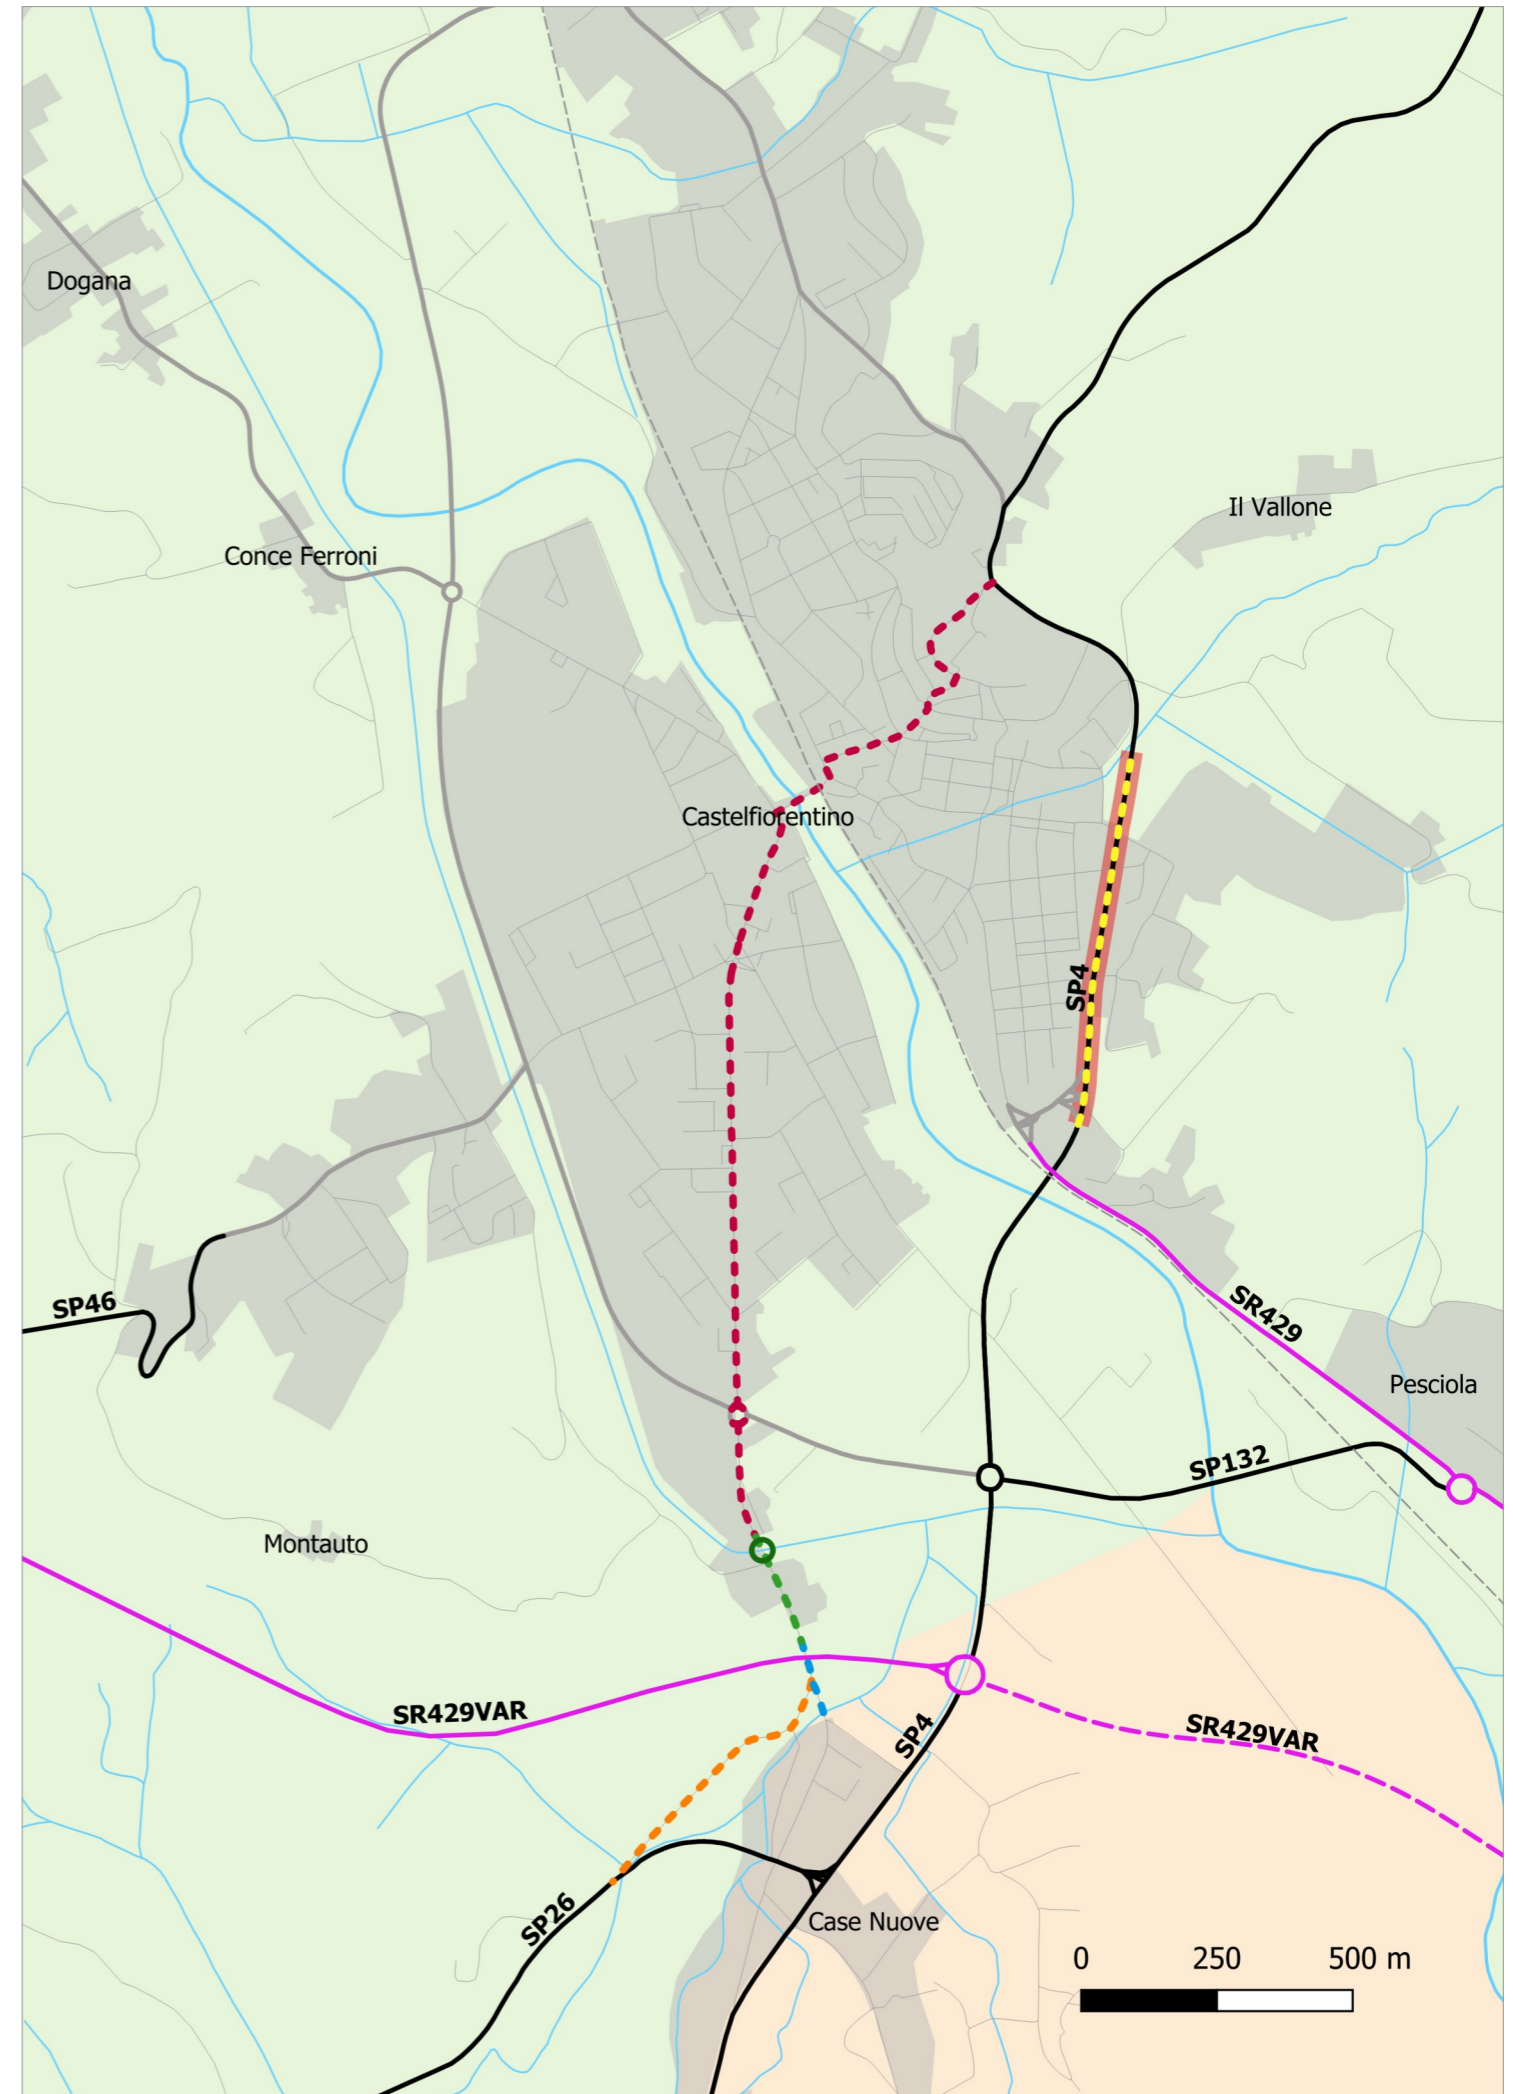 Dogana
Il Vallone
Conce Ferroni
Castelfiorentino
SP4
SP46
SR429
Pesciola
SP132
Montauto
SR429VAR
SP4
SR429VAR
SP26
Case Nuove
0 250 500 m